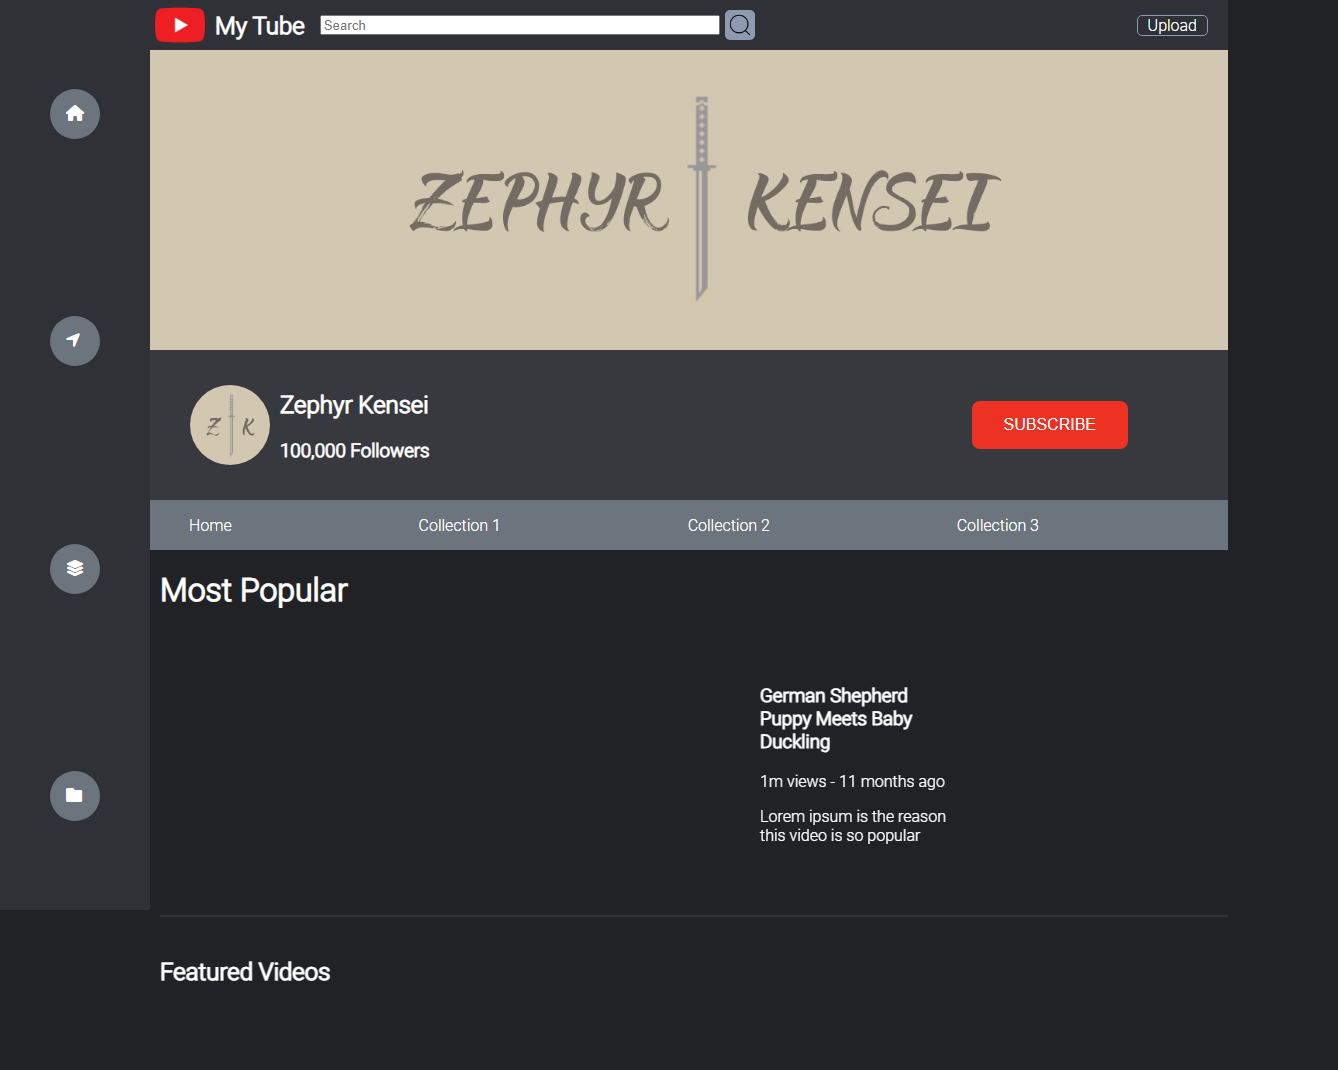 My Tube
Search
Upload
ZEPHYR KENSEI
Z K
Zephyr Kensei
100,000 Followers
SUBSCRIBE
Home
Collection 1
Collection 2
Collection 3
Most Popular
German Shepherd
Puppy Meets Baby
Duckling
1m views - 11 months ago
Lorem ipsum is the reason
this video is so popular
Featured Videos